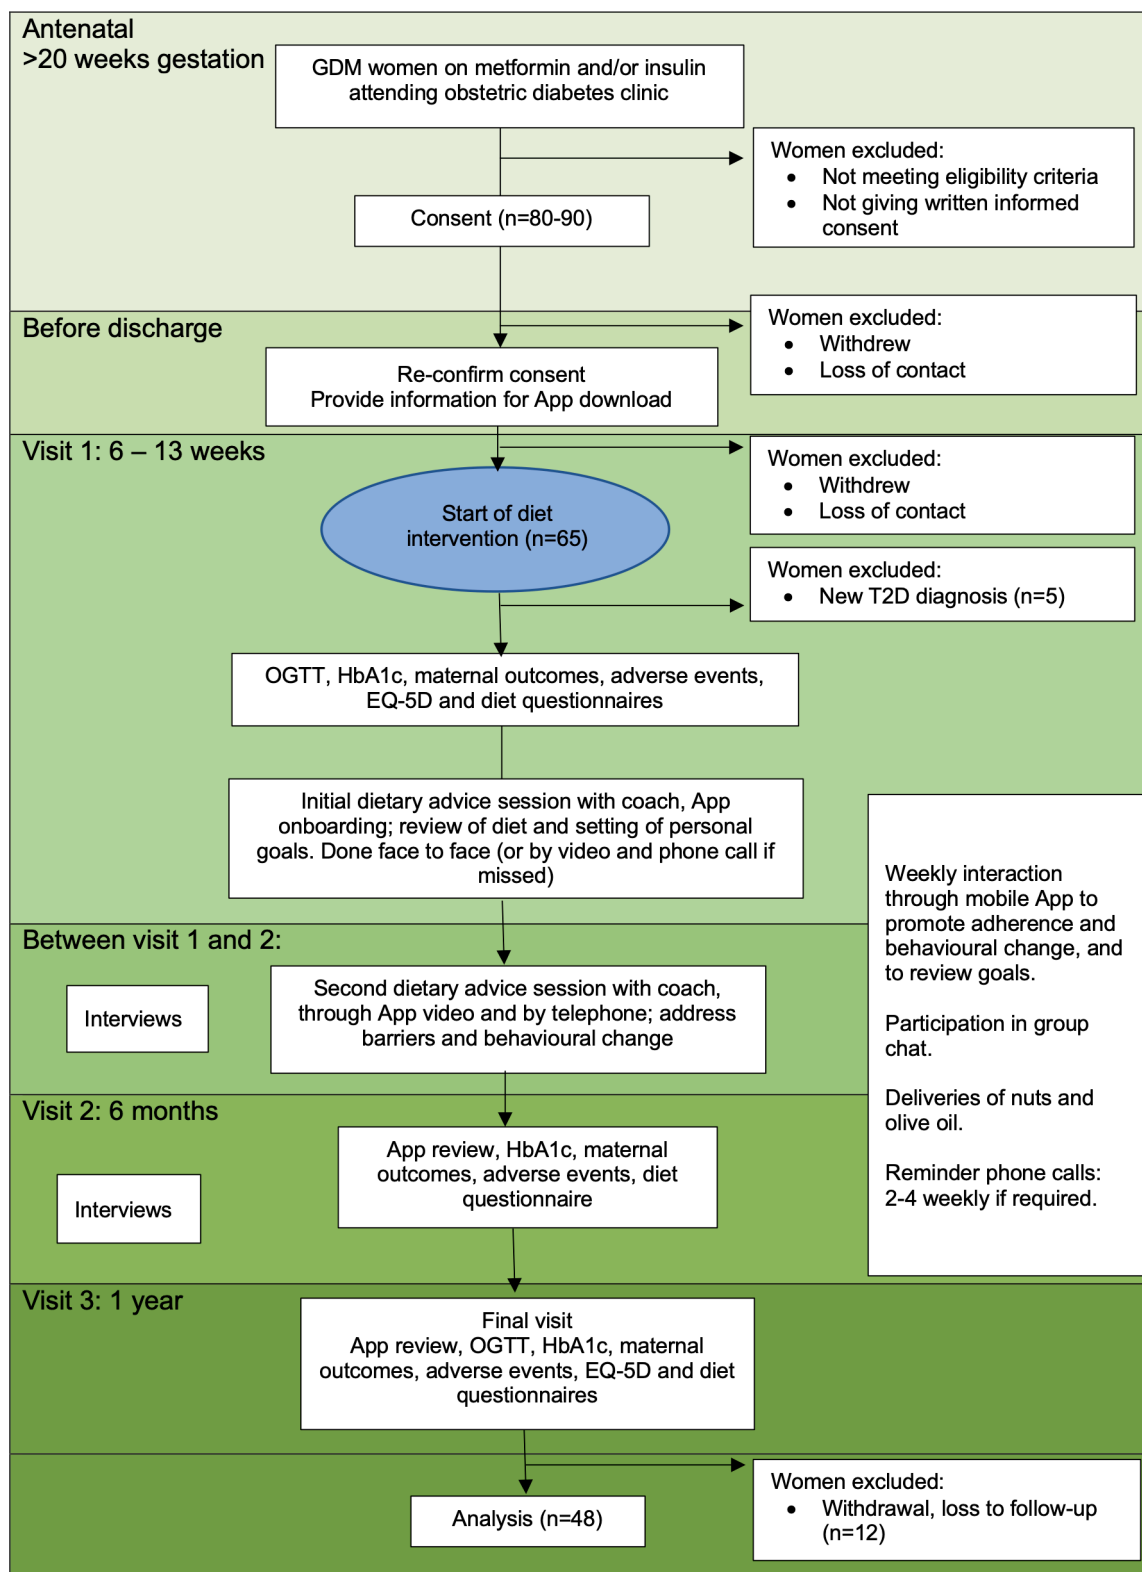 Antenatal
>20 weeks gestation
GDM women on metformin and/or insulin
attending obstetric diabetes clinic
Women excluded:
• Not meeting eligibility criteria
• Not giving written informed
consent
Consent (n=80-90)
Before discharge
Women excluded:
• Withdrew
• Loss of contact
Re-confirm consent
Provide information for App download
Visit 1: 6 – 13 weeks
Women excluded:
• Withdrew
• Loss of contact
Start of diet
intervention (n=65)
Women excluded:
• New T2D diagnosis (n=5)
OGTT, HbA1c, maternal outcomes, adverse events,
EQ-5D and diet questionnaires
Initial dietary advice session with coach, App
onboarding; review of diet and setting of personal
goals. Done face to face (or by video and phone call if
missed)
Weekly interaction
through mobile App to
promote adherence and
behavioural change, and
to review goals.
Participation in group
chat.
Deliveries of nuts and
olive oil.
Reminder phone calls:
2-4 weekly if required.
Between visit 1 and 2:
Interviews
Second dietary advice session with coach,
through App video and by telephone; address
barriers and behavioural change
Visit 2: 6 months
Interviews
App review, HbA1c, maternal
outcomes, adverse events, diet
questionnaire
Visit 3: 1 year
Final visit
App review, OGTT, HbA1c, maternal
outcomes, adverse events, EQ-5D and diet
questionnaires
Women excluded:
• Withdrawal, loss to follow-up
(n=12)
Analysis (n=48)